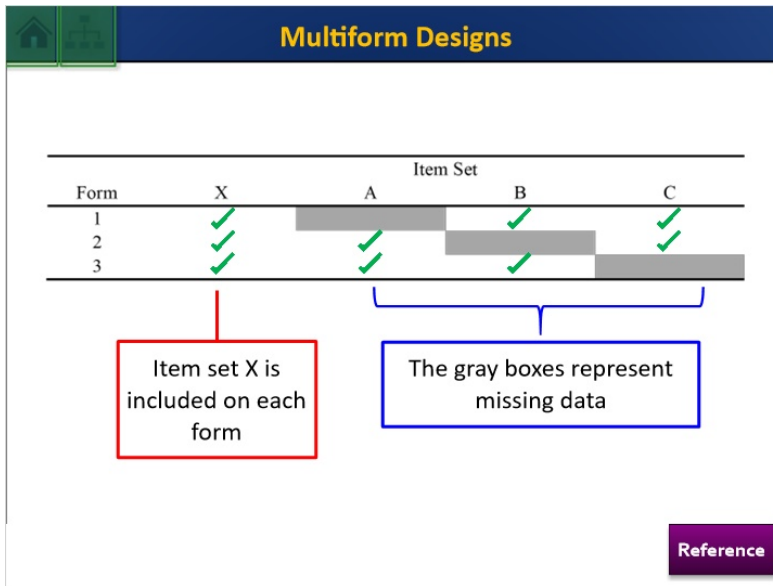 Multiform Designs
Item Set
Form X A B C
1
2
3
Item set X is
included on each
form
The gray boxes represent
missing data
Reference